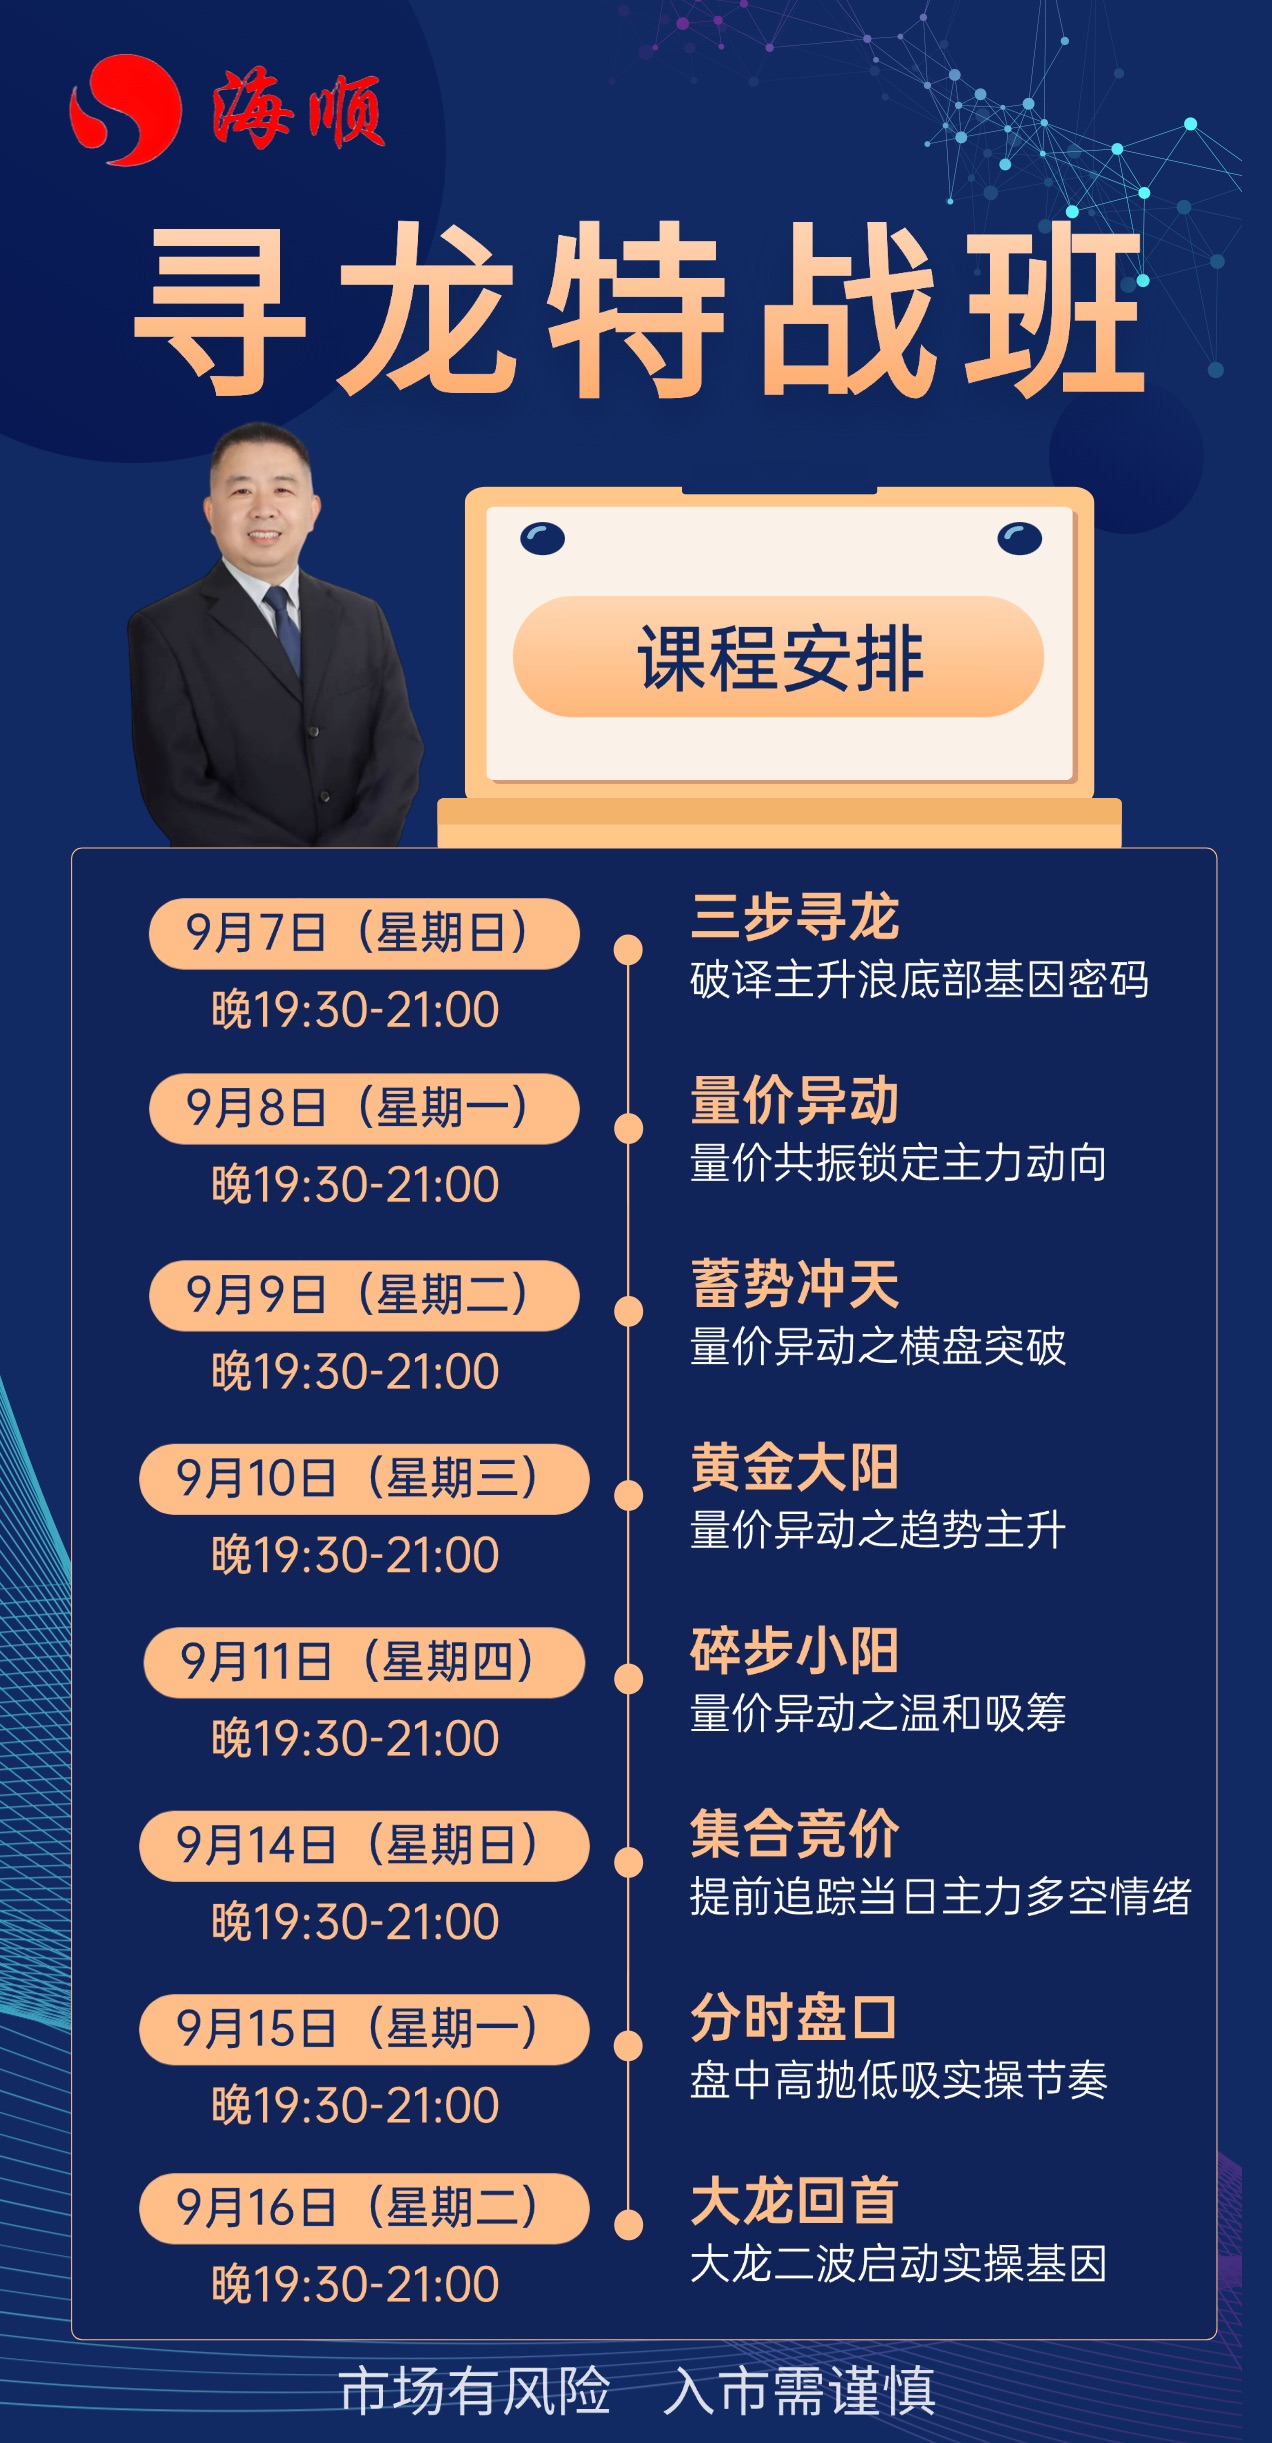 海顺
寻龙特战班
课程安排
9月7日（星期日）
晚19:30-21:00
三步寻龙
破译主升浪底部基因密码
9月8日（星期一）
晚19:30-21:00
量价异动
量价共振锁定主力动向
9月9日（星期二）
晚19:30-21:00
蓄势冲天
量价异动之横盘突破
9月10日（星期三）
晚19:30-21:00
黄金大阳
量价异动之趋势主升
9月11日（星期四）
晚19:30-21:00
碎步小阳
量价异动之温和吸筹
9月14日（星期日）
晚19:30-21:00
集合竞价
提前追踪当日主力多空情绪
9月15日（星期一）
晚19:30-21:00
分时盘口
盘中高抛低吸实操节奏
9月16日（星期二）
晚19:30-21:00
大龙回首
大龙二波启动实操基因
市场有风险 入市需谨慎